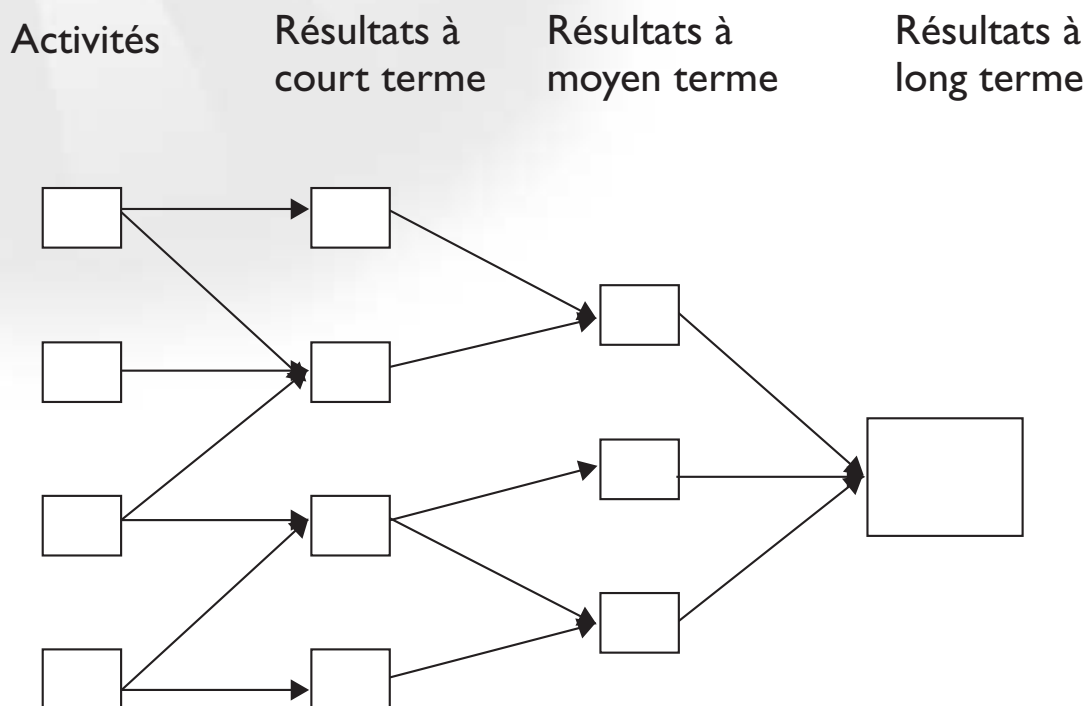 Activités
Résultats à
court terme
Résultats à
moyen terme
Résultats à
long terme